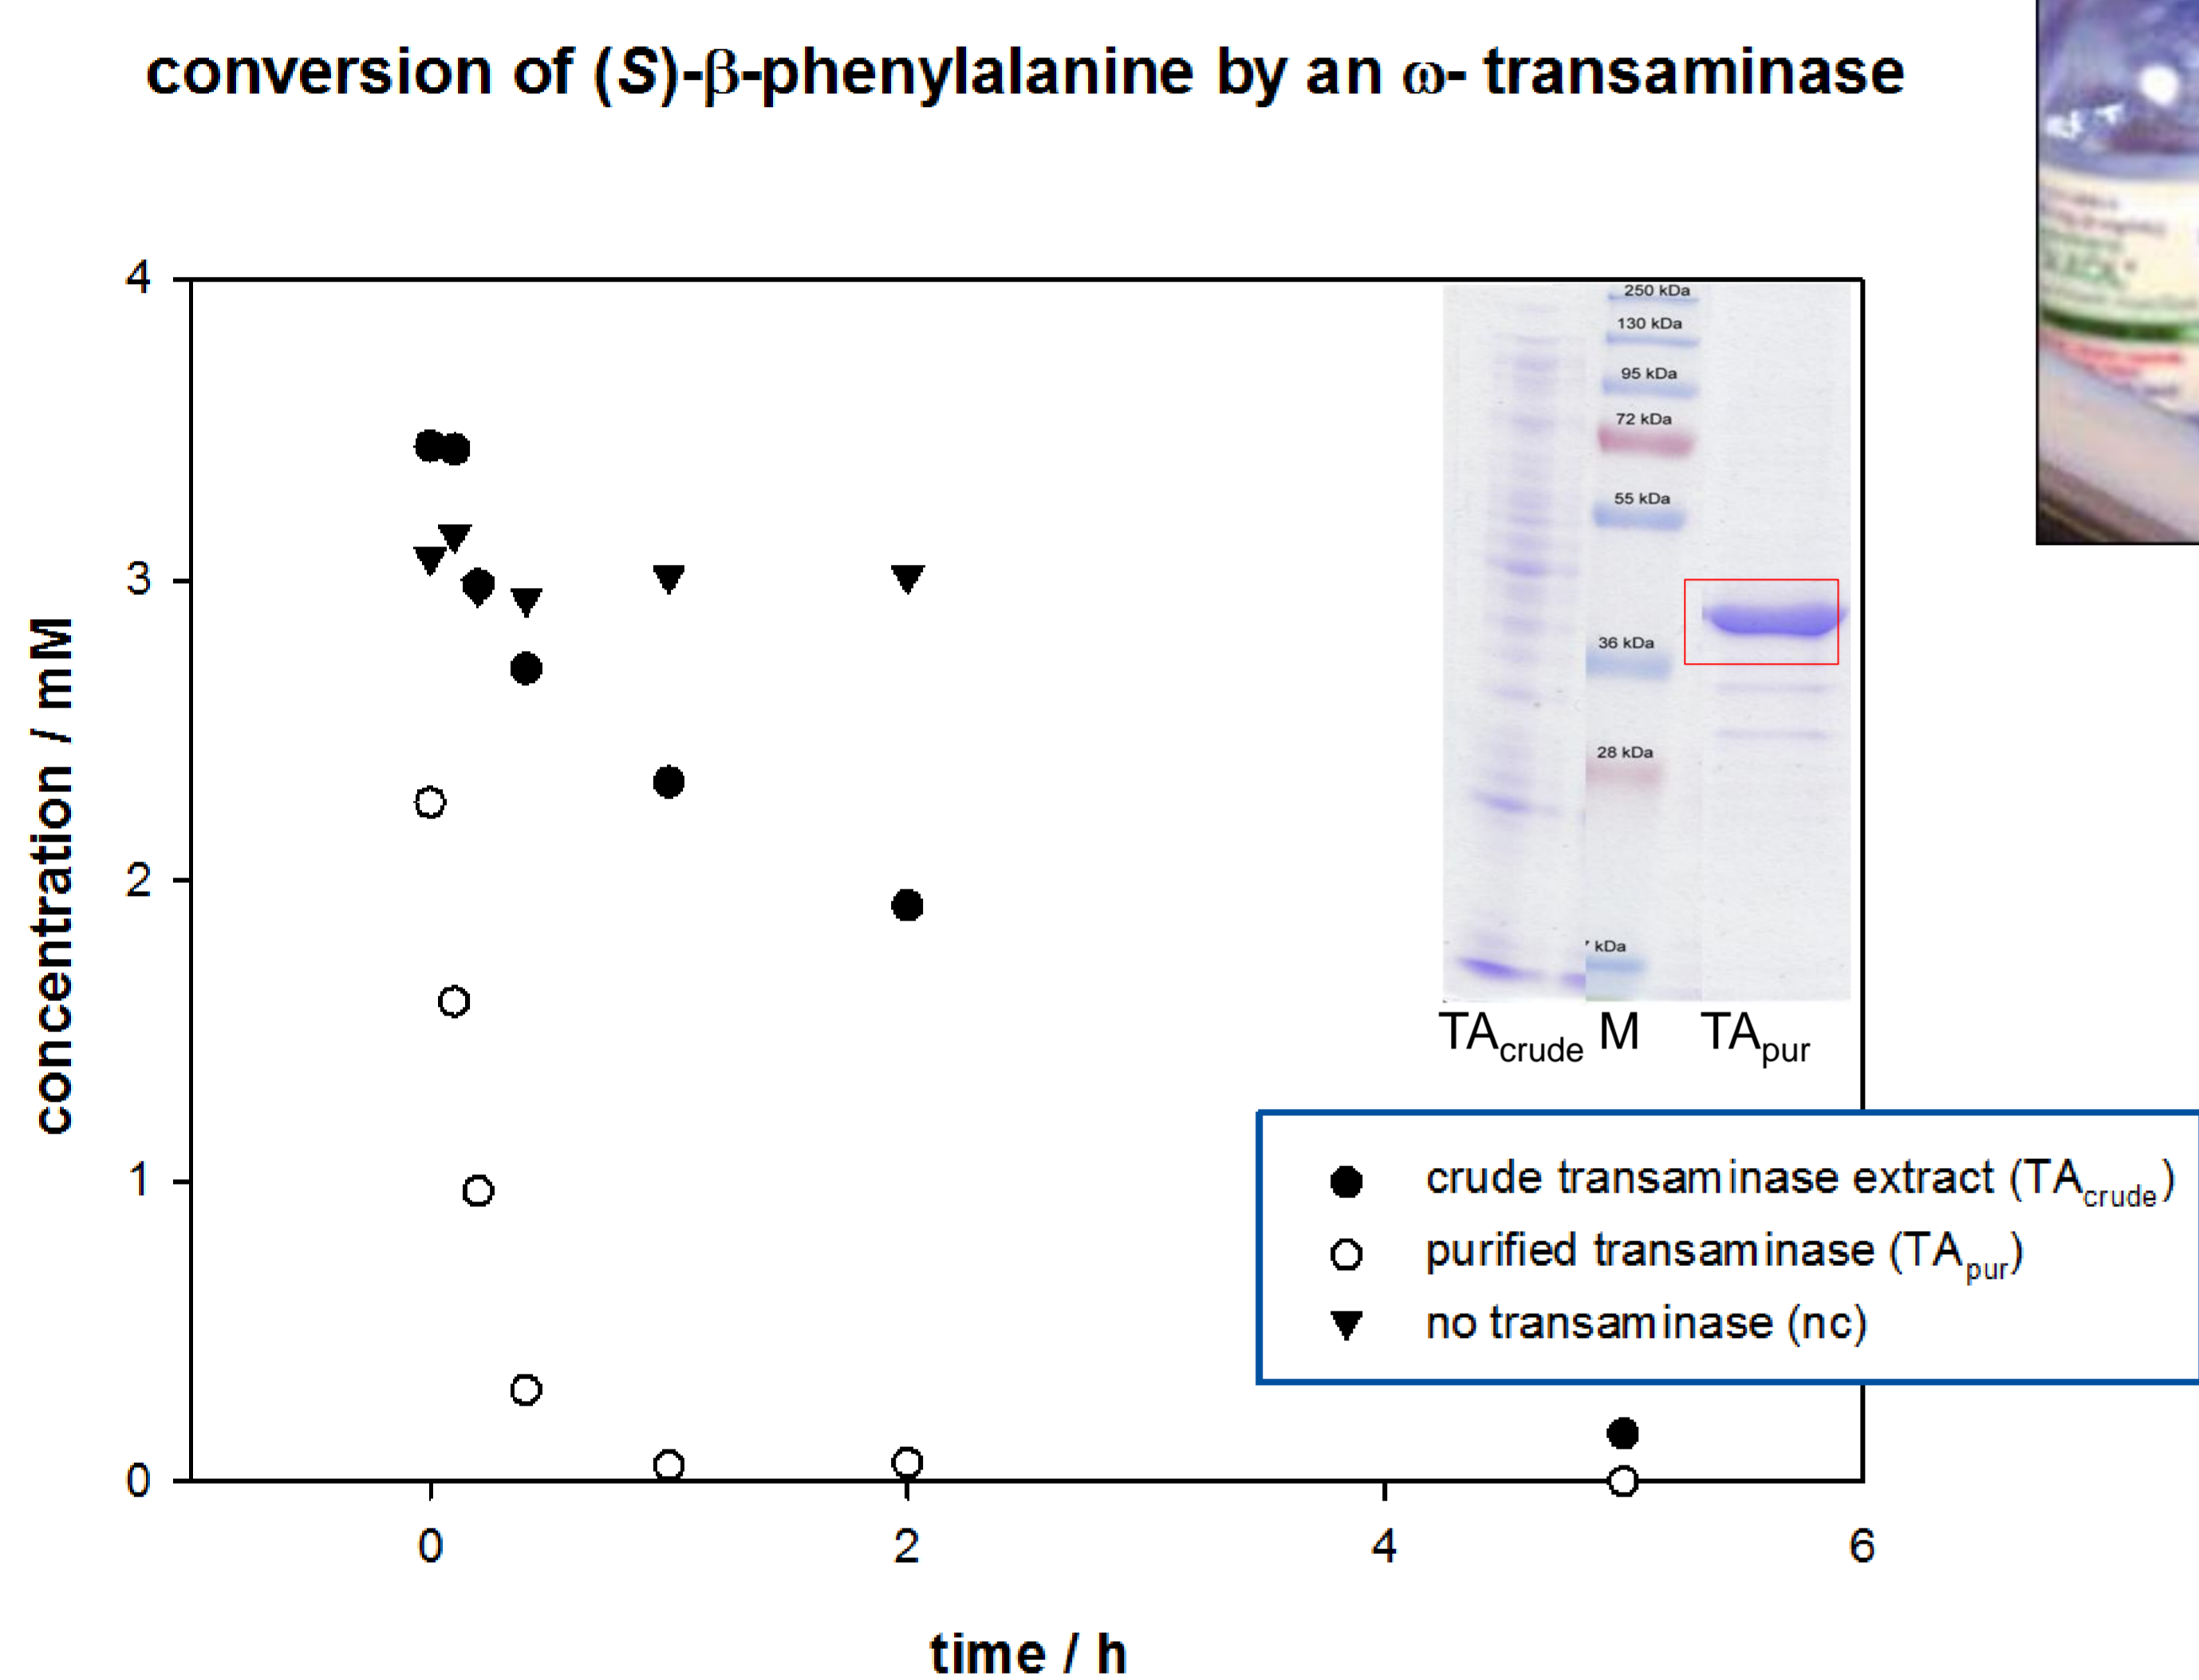 conversion of (S)-β-phenylalanine by an ω- transaminase
concentration / mM
4
3
2
1
0
250 kDa
130 kDa
95 kDa
72 kDa
55 kDa
36 kDa
28 kDa
kDa
TAcrude M TApur
crude transaminase extract (TAcrude)
purified transaminase (TApur)
no transaminase (nc)
0 2 4 6
time / h